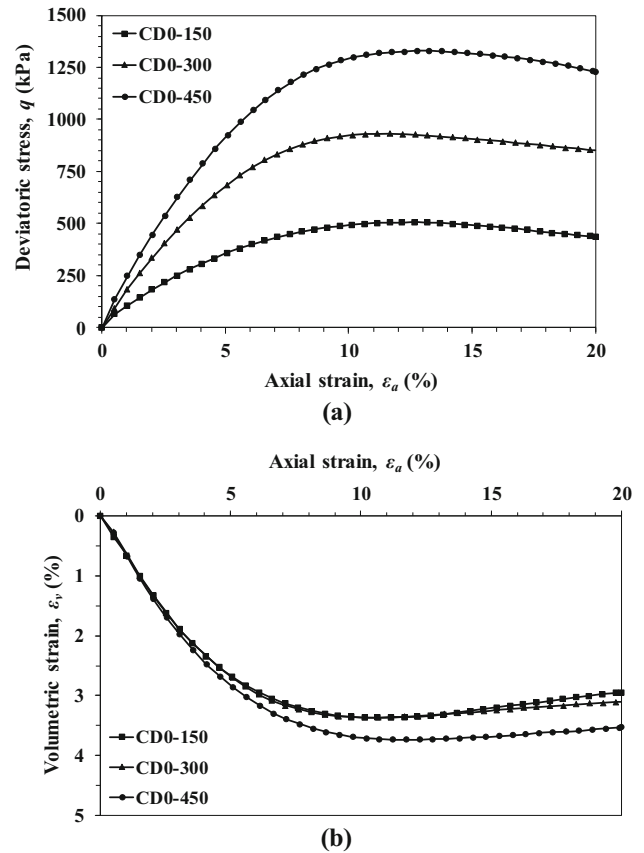 1500
1250
1000
750
500
250
0
Deviatoric stress, q (kPa)
CD0-150
CD0-300
CD0-450
0 5 10 15 20
Axial strain, εa (%)
(a)
Axial strain, εa (%)
0 5 10 15 20
0
1
2
3
4
5
Volumetric strain, εv (%)
CD0-150
CD0-300
CD0-450
(b)